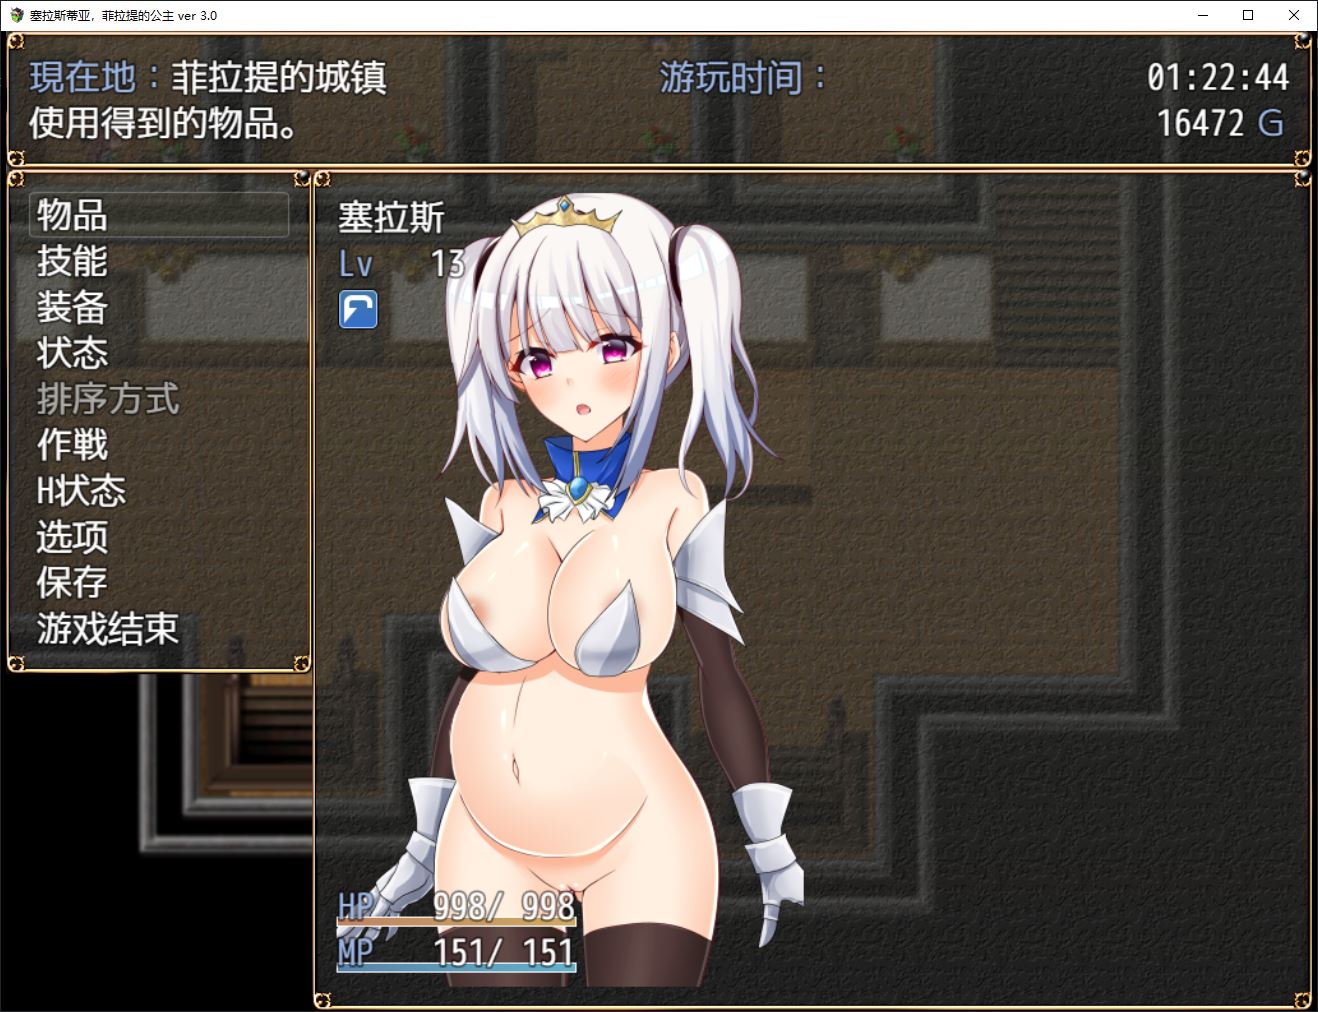 塞拉斯蒂亚，菲拉提的公主 ver 3.0
現在地：菲拉提的城镇 游玩时间： 01:22:44
使用得到的物品。 16472 G
物品
技能
装备
状态
排序方式
作戦
H状态
选项
保存
游戏结束
塞拉斯
Lv 13
HP 998/ 998
MP 151/ 151